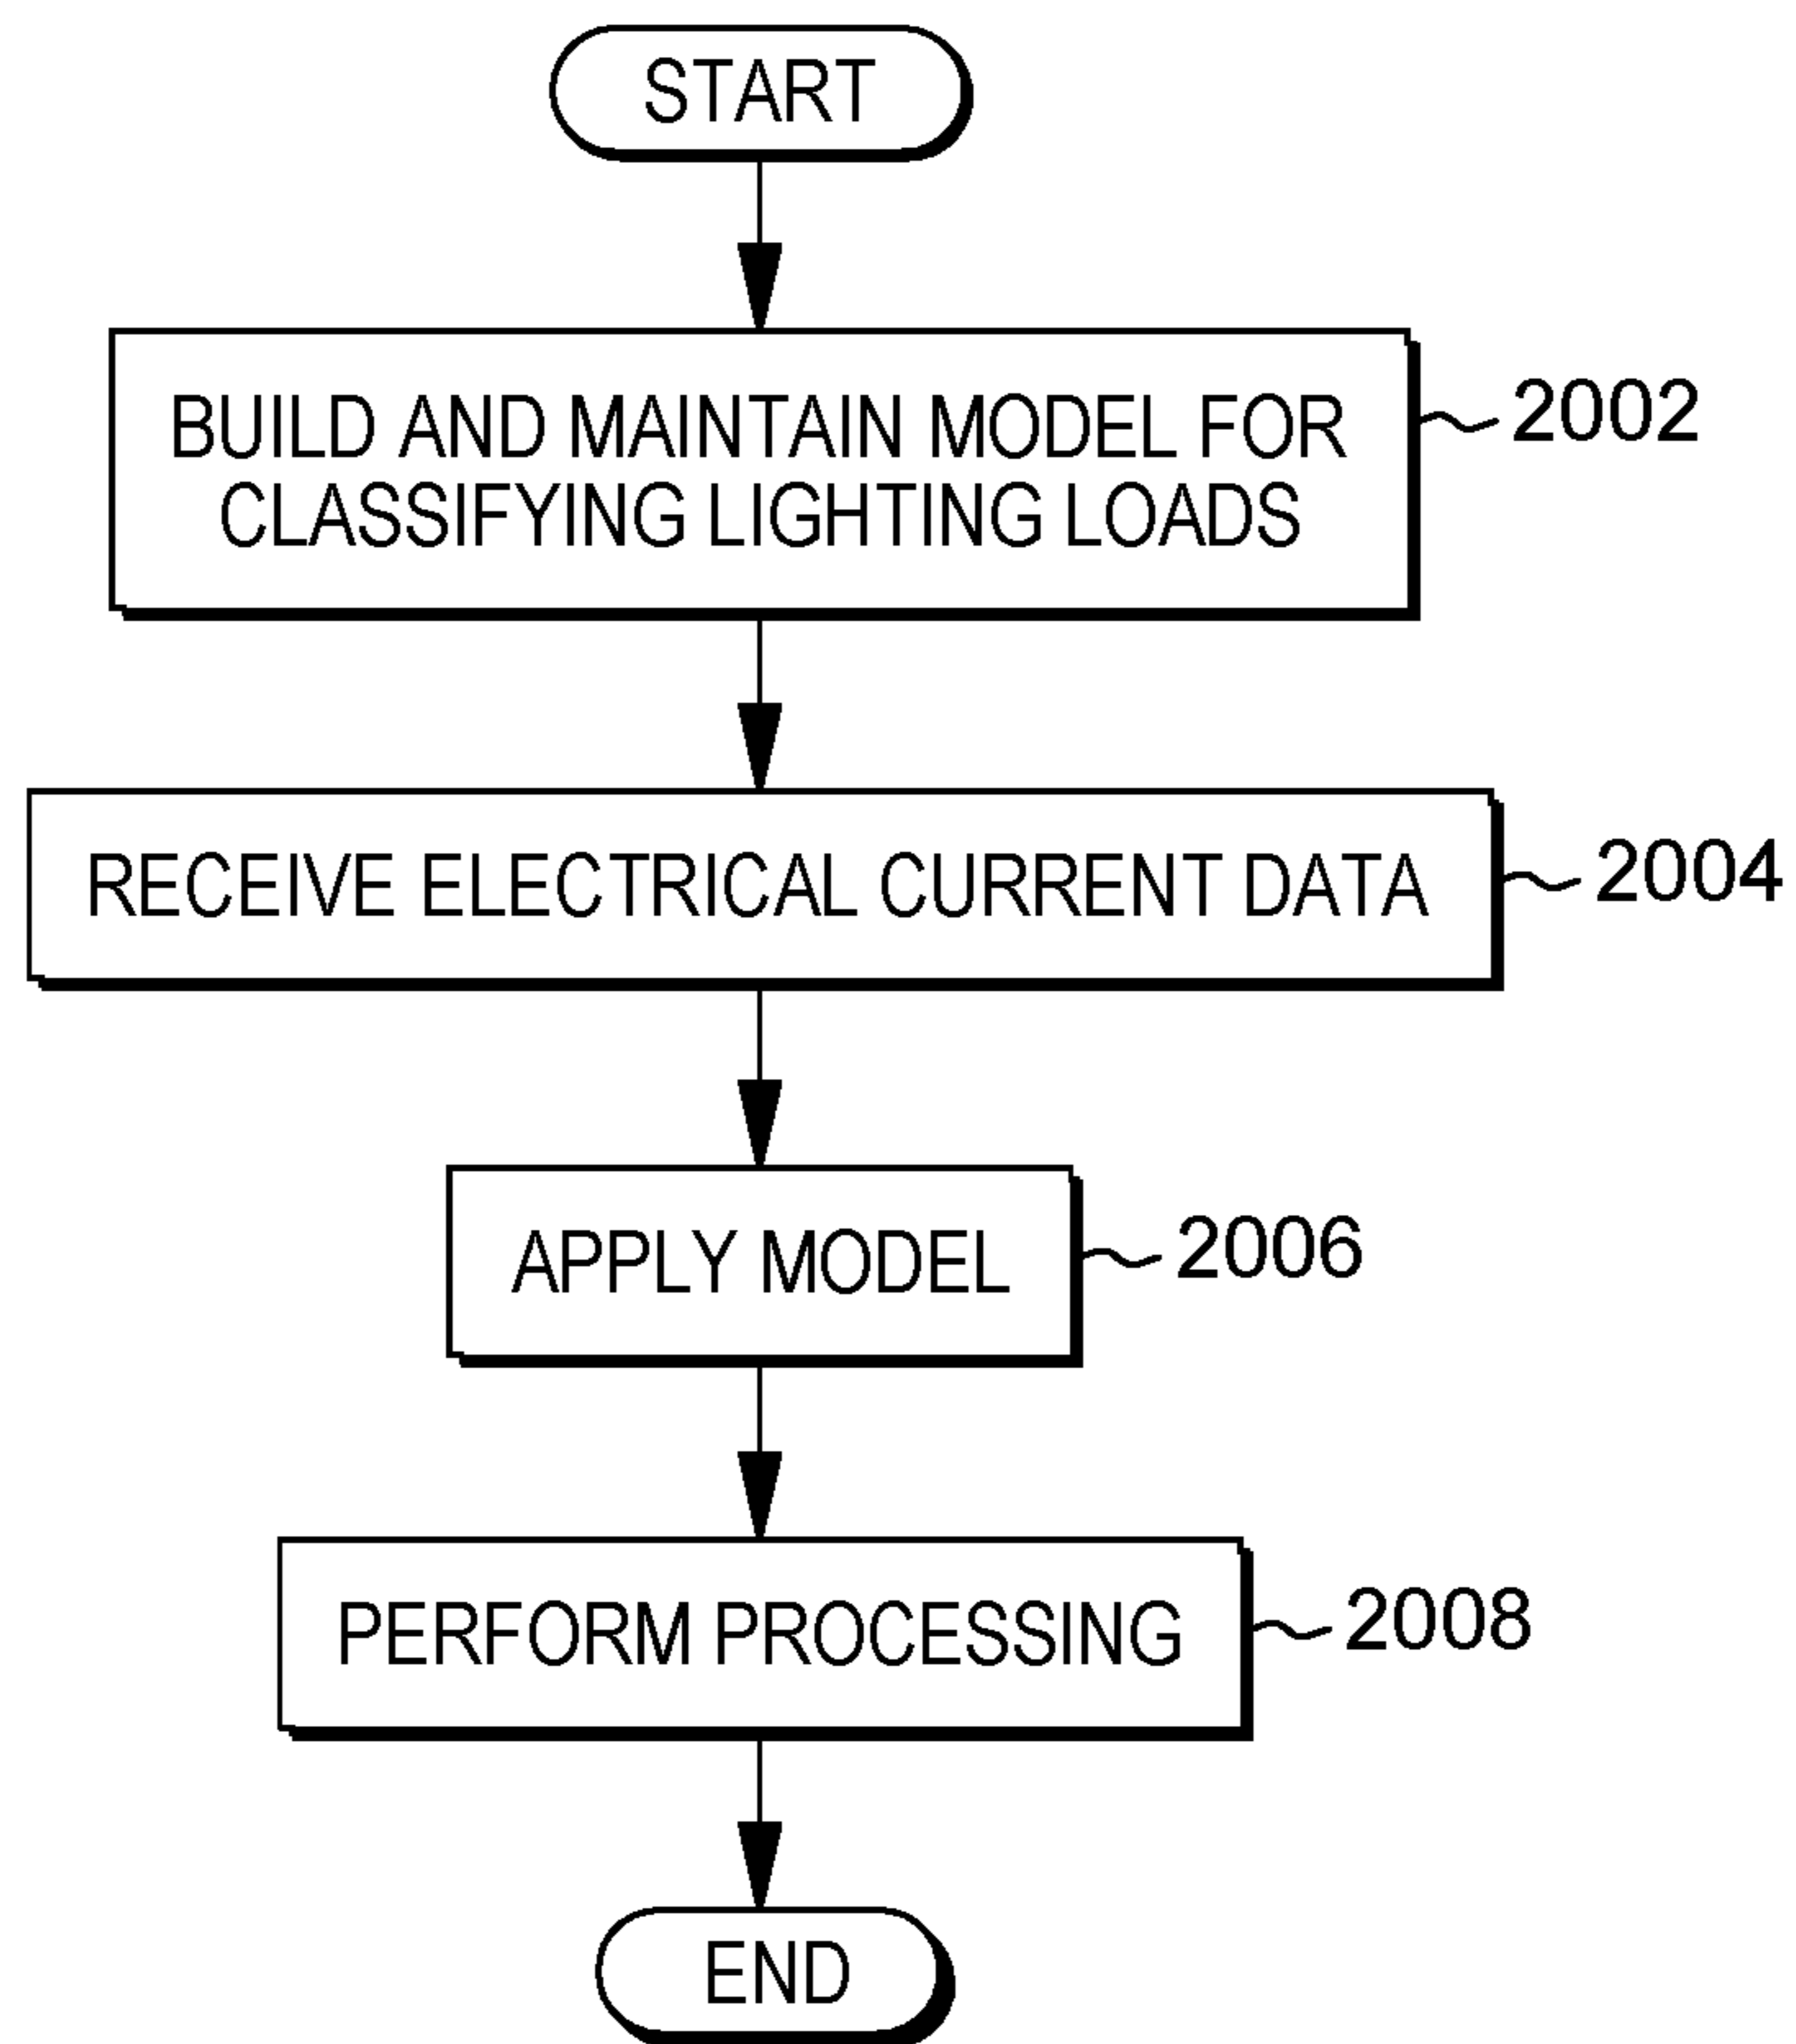 START
BUILD AND MAINTAIN MODEL FOR
CLASSIFYING LIGHTING LOADS
2002
RECEIVE ELECTRICAL CURRENT DATA
2004
APPLY MODEL
2006
PERFORM PROCESSING
2008
END